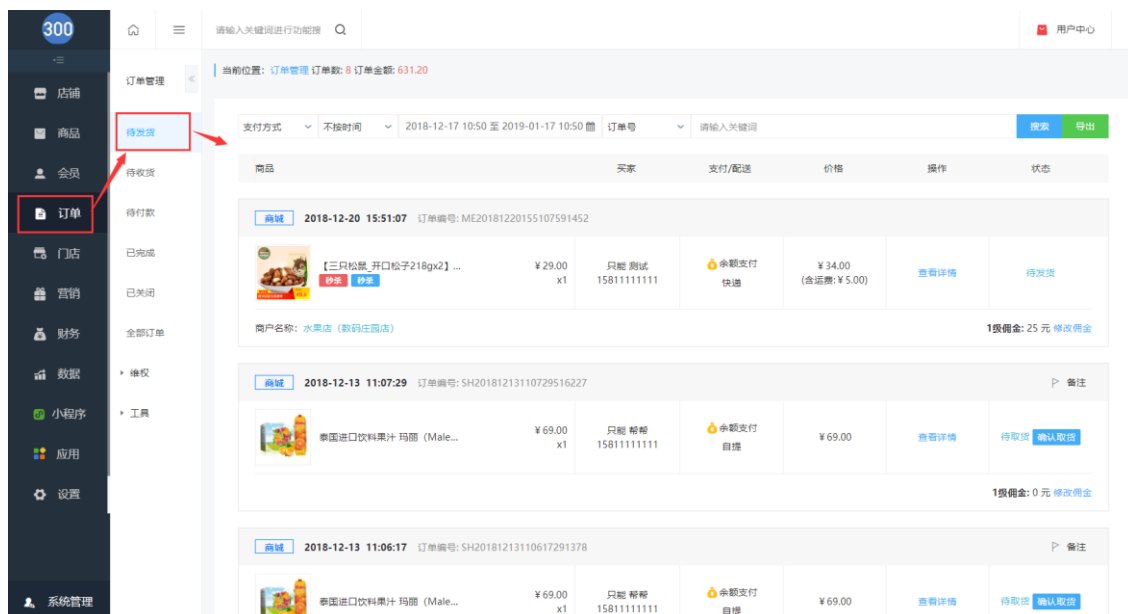 300
请输入关键词进行功能搜
用户中心
店铺
商品
会员
订单
门店
营销
财务
数据
小程序
应用
设置
系统管理
订单管理
待发货
待收货
待付款
已完成
已关闭
全部订单
维权
工具
当前位置: 订单管理 订单数: 8 订单金额: 631.20
支付方式 不按时间 2018-12-17 10:50 至 2019-01-17 10:50 订单号 请输入关键词 搜索 导出
商品 买家 支付/配送 价格 操作 状态
商城 2018-12-20 15:51:07 订单编号: ME20181220155107591452
【三只松鼠_开口松子218gx2】... ¥29.00 只能 测试 余额支付 ¥34.00 查看详情 待发货
秒杀 秒杀 x1 15811111111 快递 (含运费: ¥5.00)
商户名称: 水果店（数码庄园店） 1级佣金: 25 元 修改佣金
商城 2018-12-13 11:07:29 订单编号: SH20181213110729516227 备注
泰国进口饮料果汁 玛丽（Male... ¥69.00 只能 帮帮 余额支付 ¥69.00 查看详情 待取货 确认取货
x1 15811111111 自提
1级佣金: 0 元 修改佣金
商城 2018-12-13 11:06:17 订单编号: SH20181213110617291378 备注
泰国进口饮料果汁 玛丽（Male... ¥69.00 只能 帮帮 余额支付 ¥69.00 查看详情 待取货 确认取货
x1 15811111111 自提